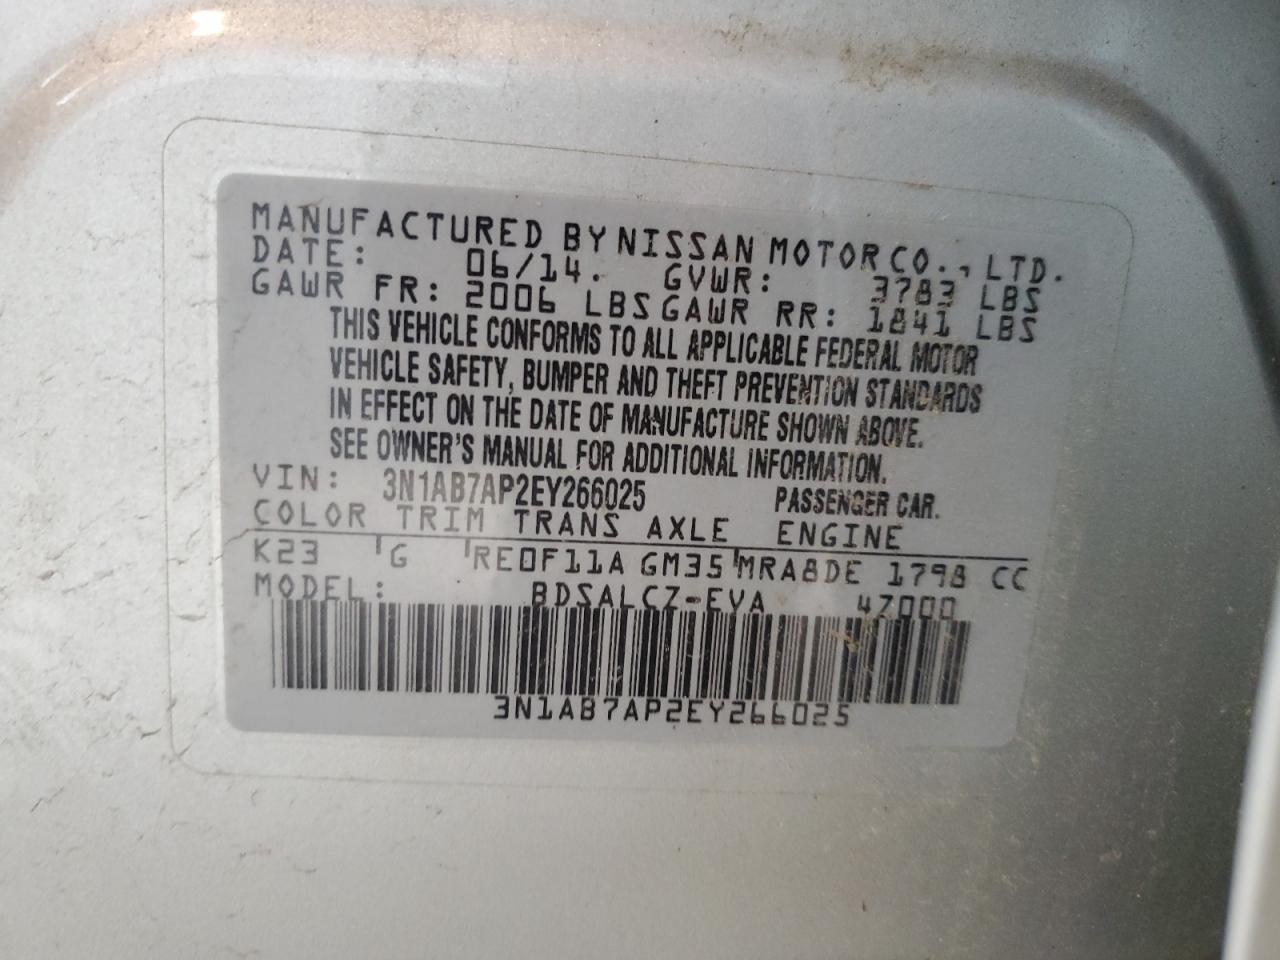 MANUFACTURED BY NISSAN MOTOR CO., LTD.
DATE: 06/14. GVWR: 3783 LBS
GAWR FR: 2006 LBS GAWR RR: 1841 LBS
THIS VEHICLE CONFORMS TO ALL APPLICABLE FEDERAL MOTOR
VEHICLE SAFETY, BUMPER AND THEFT PREVENTION STANDARDS
IN EFFECT ON THE DATE OF MANUFACTURE SHOWN ABOVE.
SEE OWNER'S MANUAL FOR ADDITIONAL INFORMATION.
VIN: 3N1AB7AP2EY266025 PASSENGER CAR.
COLOR TRIM TRANS AXLE ENGINE
K23 G RE0F11A GM35 MRA8DE 1798 CC
MODEL: BDSALCZ-EVA 47000
3N1AB7AP2EY266025